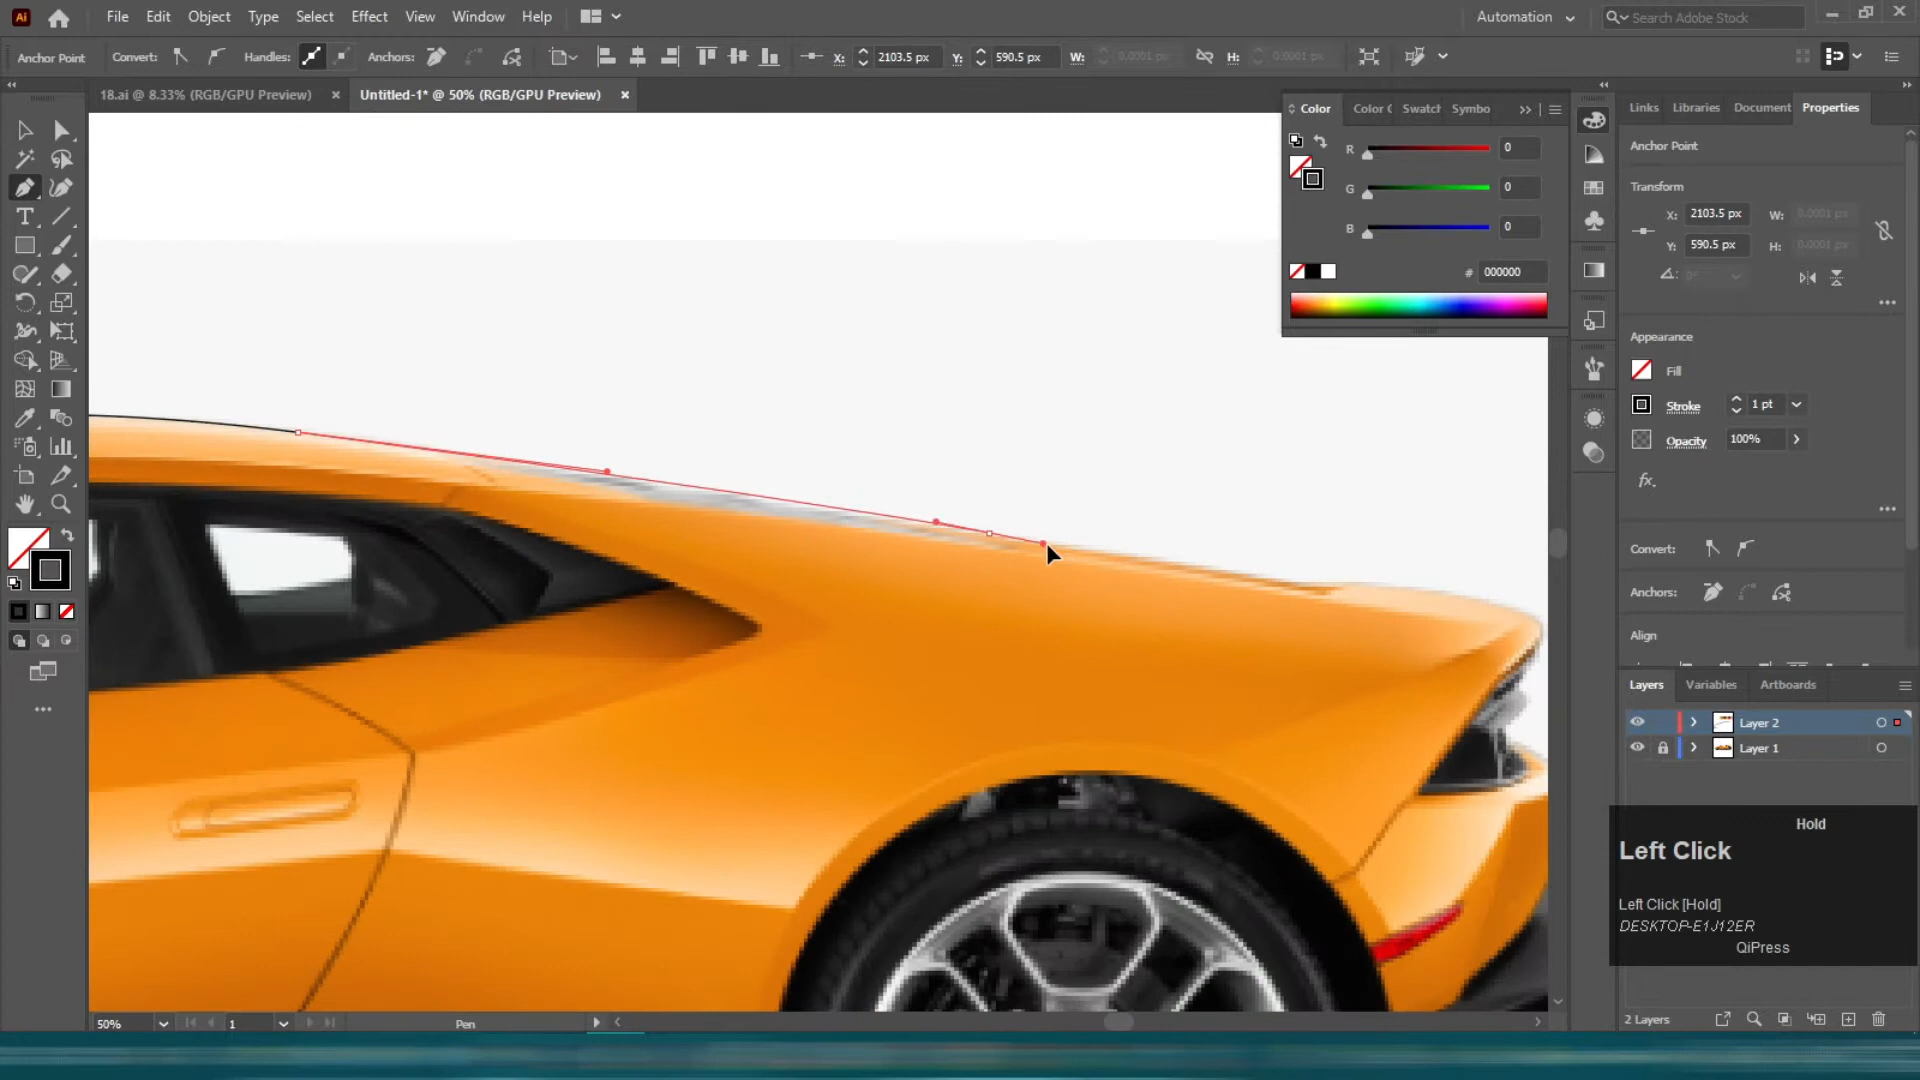 Ai File Edit Object Type Select Effect View Window Help Automation Search Adobe Stock
Anchor Point Convert: Handles: Anchors: X: 2103.5 px Y: 590.5 px W: 0.0001 px H: 0.0001 px
18.ai @ 8.33% (RGB/GPU Preview) × Untitled-1* @ 50% (RGB/GPU Preview) ×
Color Color G Swatch Symbo
R 0
G 0
B 0
# 000000
Links Libraries Document Properties
Anchor Point
Transform
X: 2103.5 px W: 0.0001 px
Y: 590.5 px H: 0.0001 px
0°
Appearance
Fill
Stroke 1 pt
Opacity 100%
fx.
Convert:
Anchors:
Align
Layers Variables Artboards
Layer 2
Layer 1
Hold
Left Click
Left Click [Hold]
DESKTOP-E1J12ER
QiPress
2 Layers
50% 1 Pen